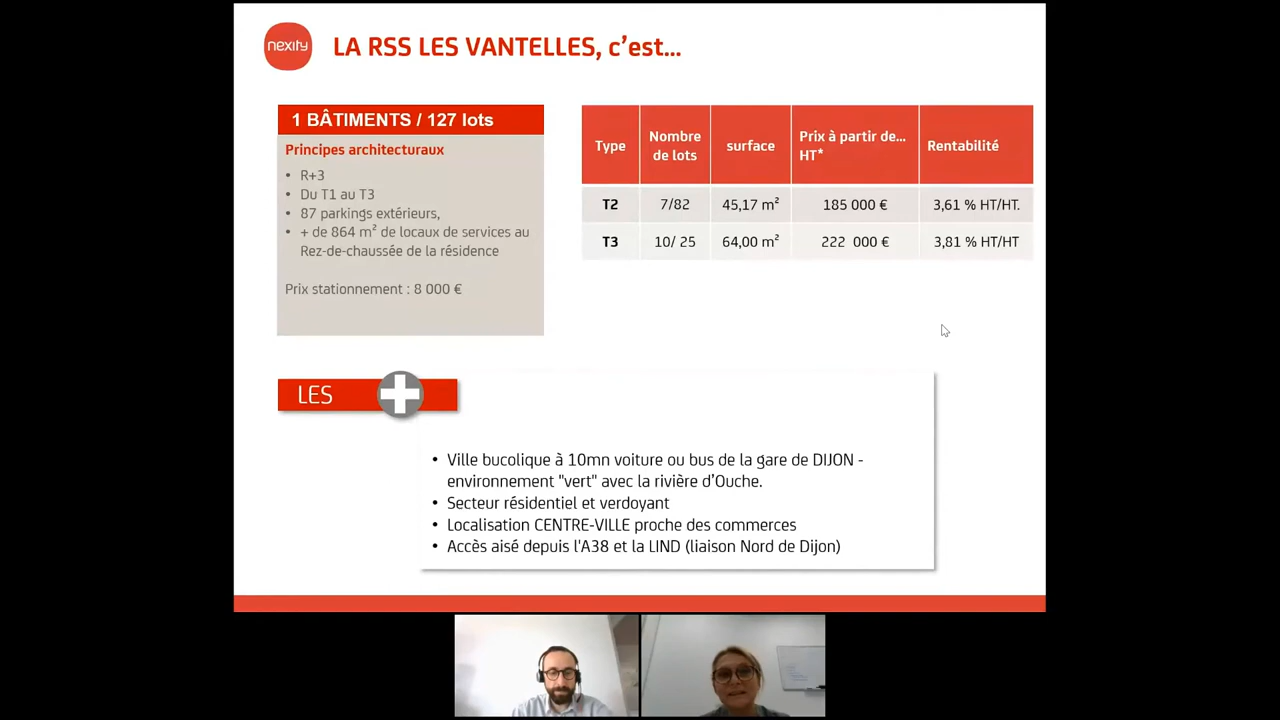 nexity
LA RSS LES VANTELLES, c’est...
1 BÂTIMENTS / 127 lots
Principes architecturaux
• R+3
• Du T1 au T3
• 87 parkings extérieurs,
• + de 864 m² de locaux de services au
Rez-de-chaussée de la résidence
Prix stationnement : 8 000 €
Type Nombre de lots surface Prix à partir de... HT* Rentabilité
T2 7/82 45,17 m² 185 000 € 3,61 % HT/HT.
T3 10/ 25 64,00 m² 222 000 € 3,81 % HT/HT
LES
• Ville bucolique à 10mn voiture ou bus de la gare de DIJON -
environnement "vert" avec la rivière d’Ouche.
• Secteur résidentiel et verdoyant
• Localisation CENTRE-VILLE proche des commerces
• Accès aisé depuis l'A38 et la LIND (liaison Nord de Dijon)